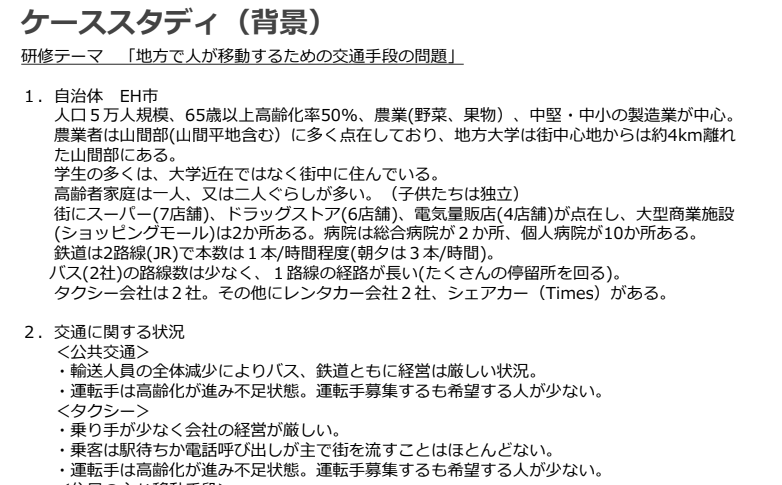 ケーススタディ（背景）
研修テーマ　「地方で人が移動するための交通手段の問題」
１．自治体　EH市
人口５万人規模、65歳以上高齢化率50%、農業(野菜、果物）、中堅・中小の製造業が中心。
農業者は山間部(山間平地含む）に多く点在しており、地方大学は街中心地からは約4km離れ
た山間部にある。
学生の多くは、大学近在ではなく街中に住んでいる。
高齢者家庭は一人、又は二人ぐらしが多い。（子供たちは独立）
街にスーパー(7店舗)、ドラッグストア(6店舗)、電気量販店(4店舗)が点在し、大型商業施設
(ショッピングモール)は2か所ある。病院は総合病院が２か所、個人病院が10か所ある。
鉄道は2路線(JR)で本数は１本/時間程度(朝夕は３本/時間)。
バス(2社)の路線数は少なく、１路線の経路が長い(たくさんの停留所を回る)。
タクシー会社は２社。その他にレンタカー会社２社、シェアカー（Times）がある。
２．交通に関する状況
＜公共交通＞
・輸送人員の全体減少によりバス、鉄道ともに経営は厳しい状況。
・運転手は高齢化が進み不足状態。運転手募集するも希望する人が少ない。
＜タクシー＞
・乗り手が少なく会社の経営が厳しい。
・乗客は駅待ちか電話呼び出しが主で街を流すことはほとんどない。
・運転手は高齢化が進み不足状態。運転手募集するも希望する人が少ない。